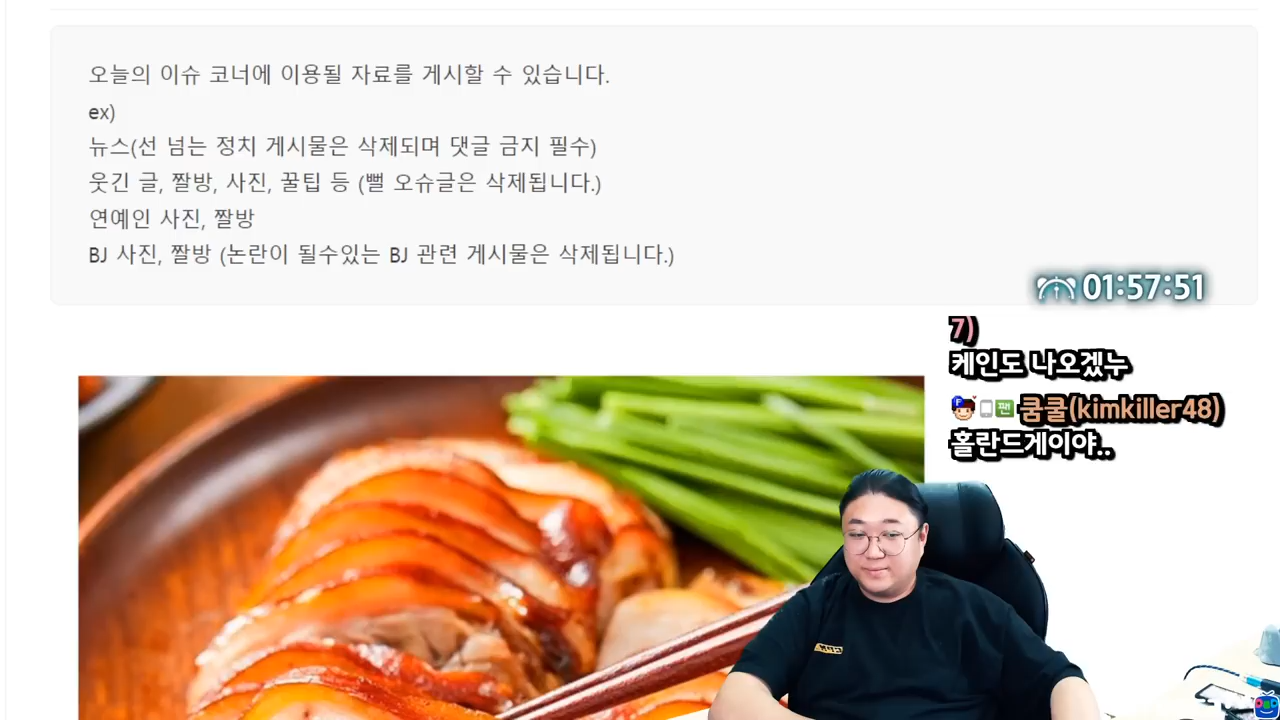 오늘의 이슈 코너에 이용될 자료를 게시할 수 있습니다.
ex)
뉴스(선 넘는 정치 게시물은 삭제되며 댓글 금지 필수)
웃긴 글, 짤방, 사진, 꿀팁 등 (뻘 오슈글은 삭제됩니다.)
연예인 사진, 짤방
BJ 사진, 짤방 (논란이 될수있는 BJ 관련 게시물은 삭제됩니다.)
01:57:51
7)
케인도 나오겠누
쿰쿨(kimkiller48)
홀란드게이야..